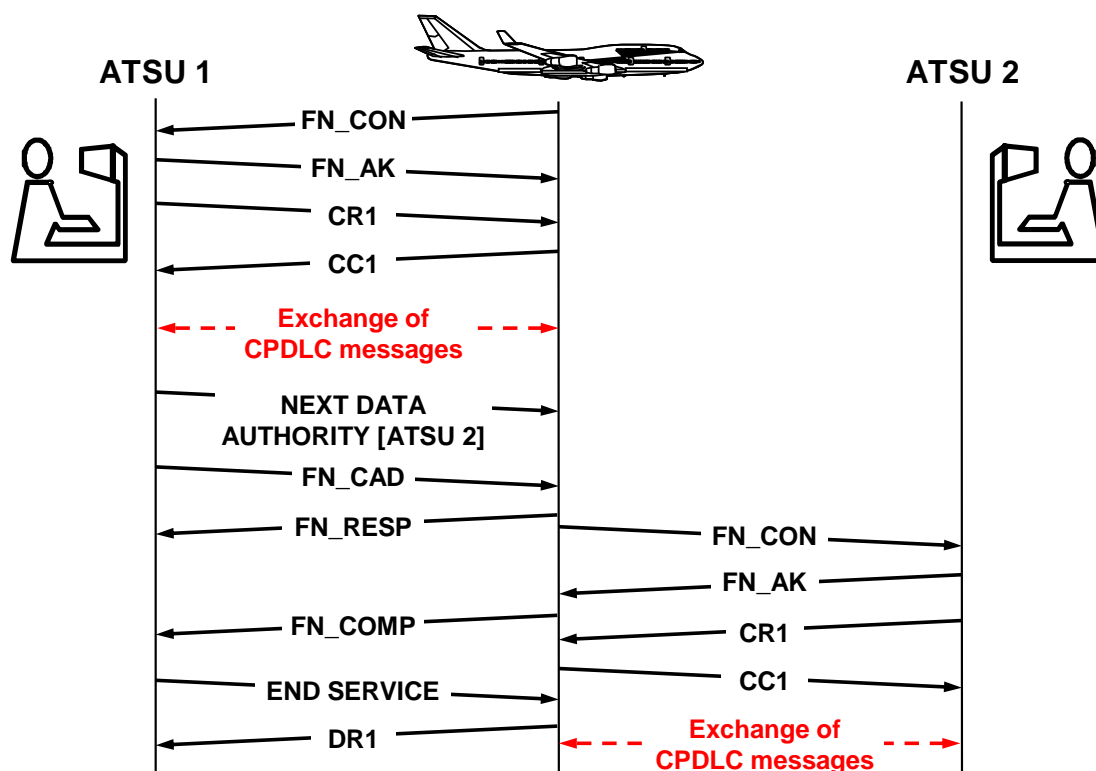 ATSU 1
ATSU 2
FN_CON
FN_AK
CR1
CC1
Exchange of
CPDLC messages
NEXT DATA
AUTHORITY [ATSU 2]
FN_CAD
FN_RESP
FN_CON
FN_AK
FN_COMP
CR1
END SERVICE
CC1
DR1
Exchange of
CPDLC messages